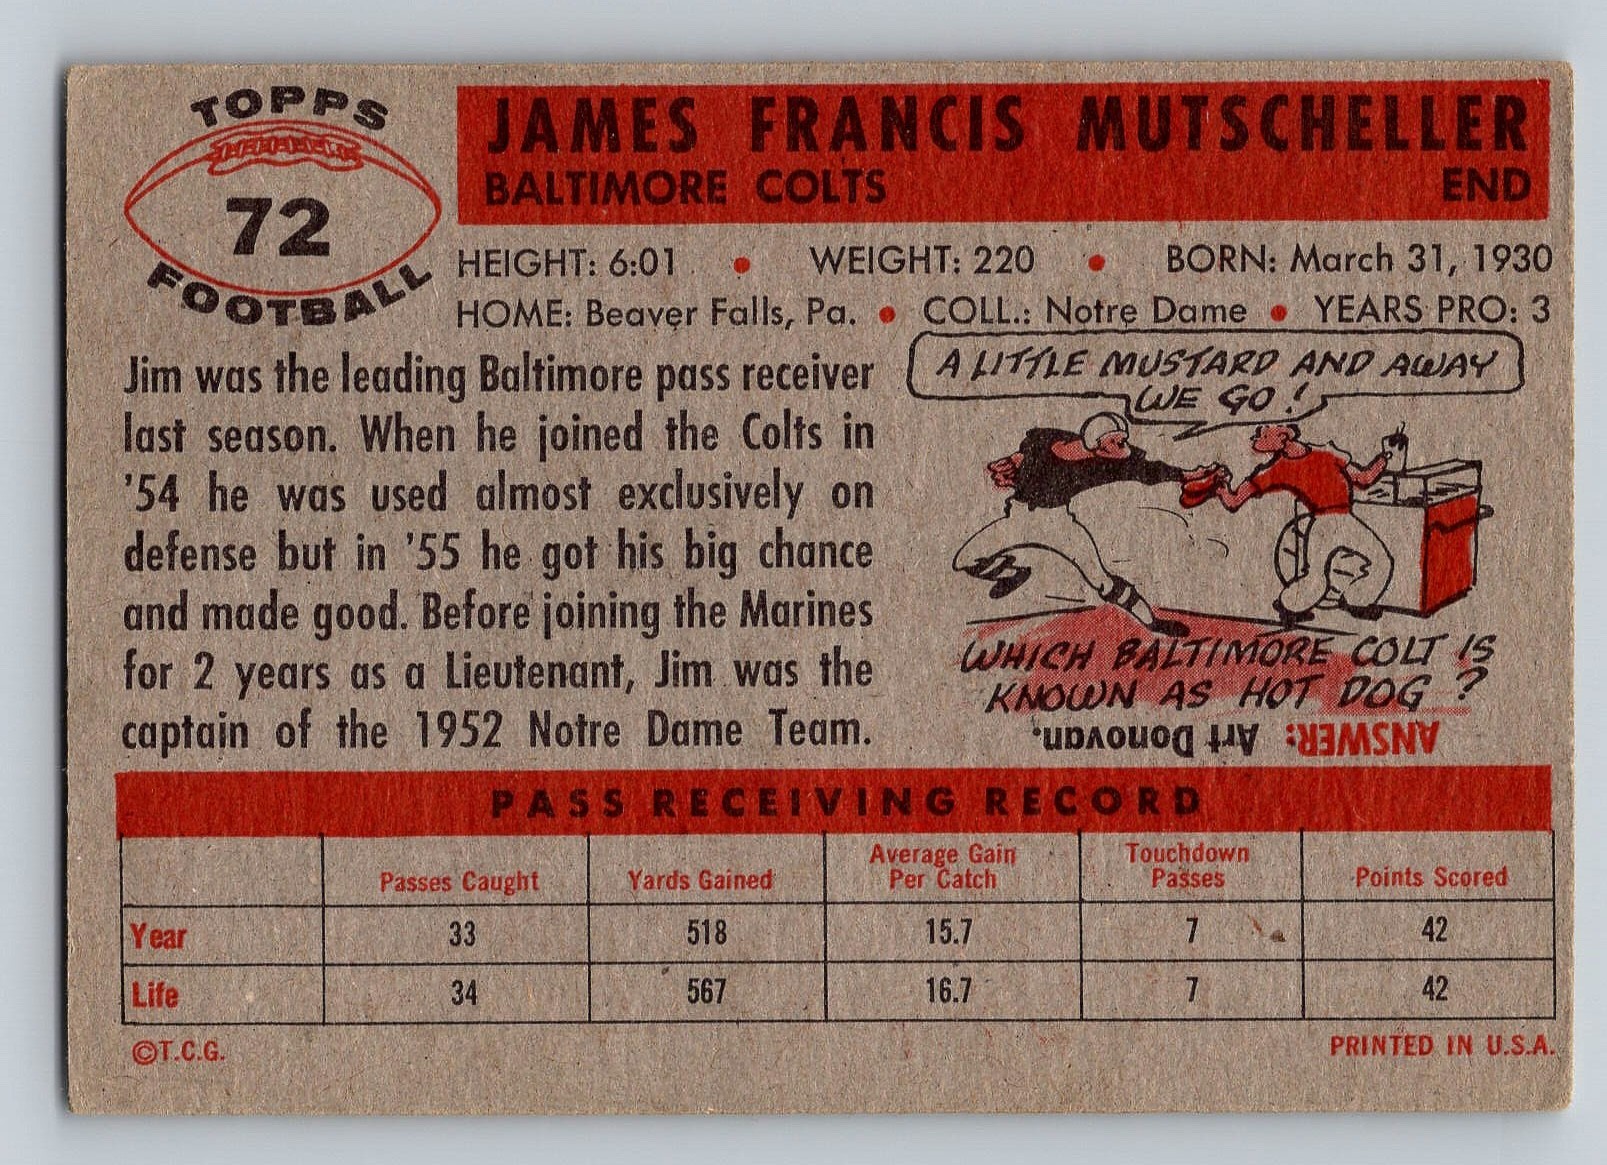 TOPPS
72
FOOTBALL
JAMES FRANCIS MUTSCHELLER
BALTIMORE COLTS END
HEIGHT: 6:01 • WEIGHT: 220 • BORN: March 31, 1930
HOME: Beaver Falls, Pa. • COLL.: Notre Dame • YEARS PRO: 3
Jim was the leading Baltimore pass receiver
last season. When he joined the Colts in
'54 he was used almost exclusively on
defense but in '55 he got his big chance
and made good. Before joining the Marines
for 2 years as a Lieutenant, Jim was the
captain of the 1952 Notre Dame Team.
A LITTLE MUSTARD AND AWAY
WE GO!
WHICH BALTIMORE COLT IS
KNOWN AS HOT DOG?
ANSWER: Art Donovan.
PASS RECEIVING RECORD
Passes Caught Yards Gained Average Gain Per Catch Touchdown Passes Points Scored
Year 33 518 15.7 7 42
Life 34 567 16.7 7 42
©T.C.G. PRINTED IN U.S.A.